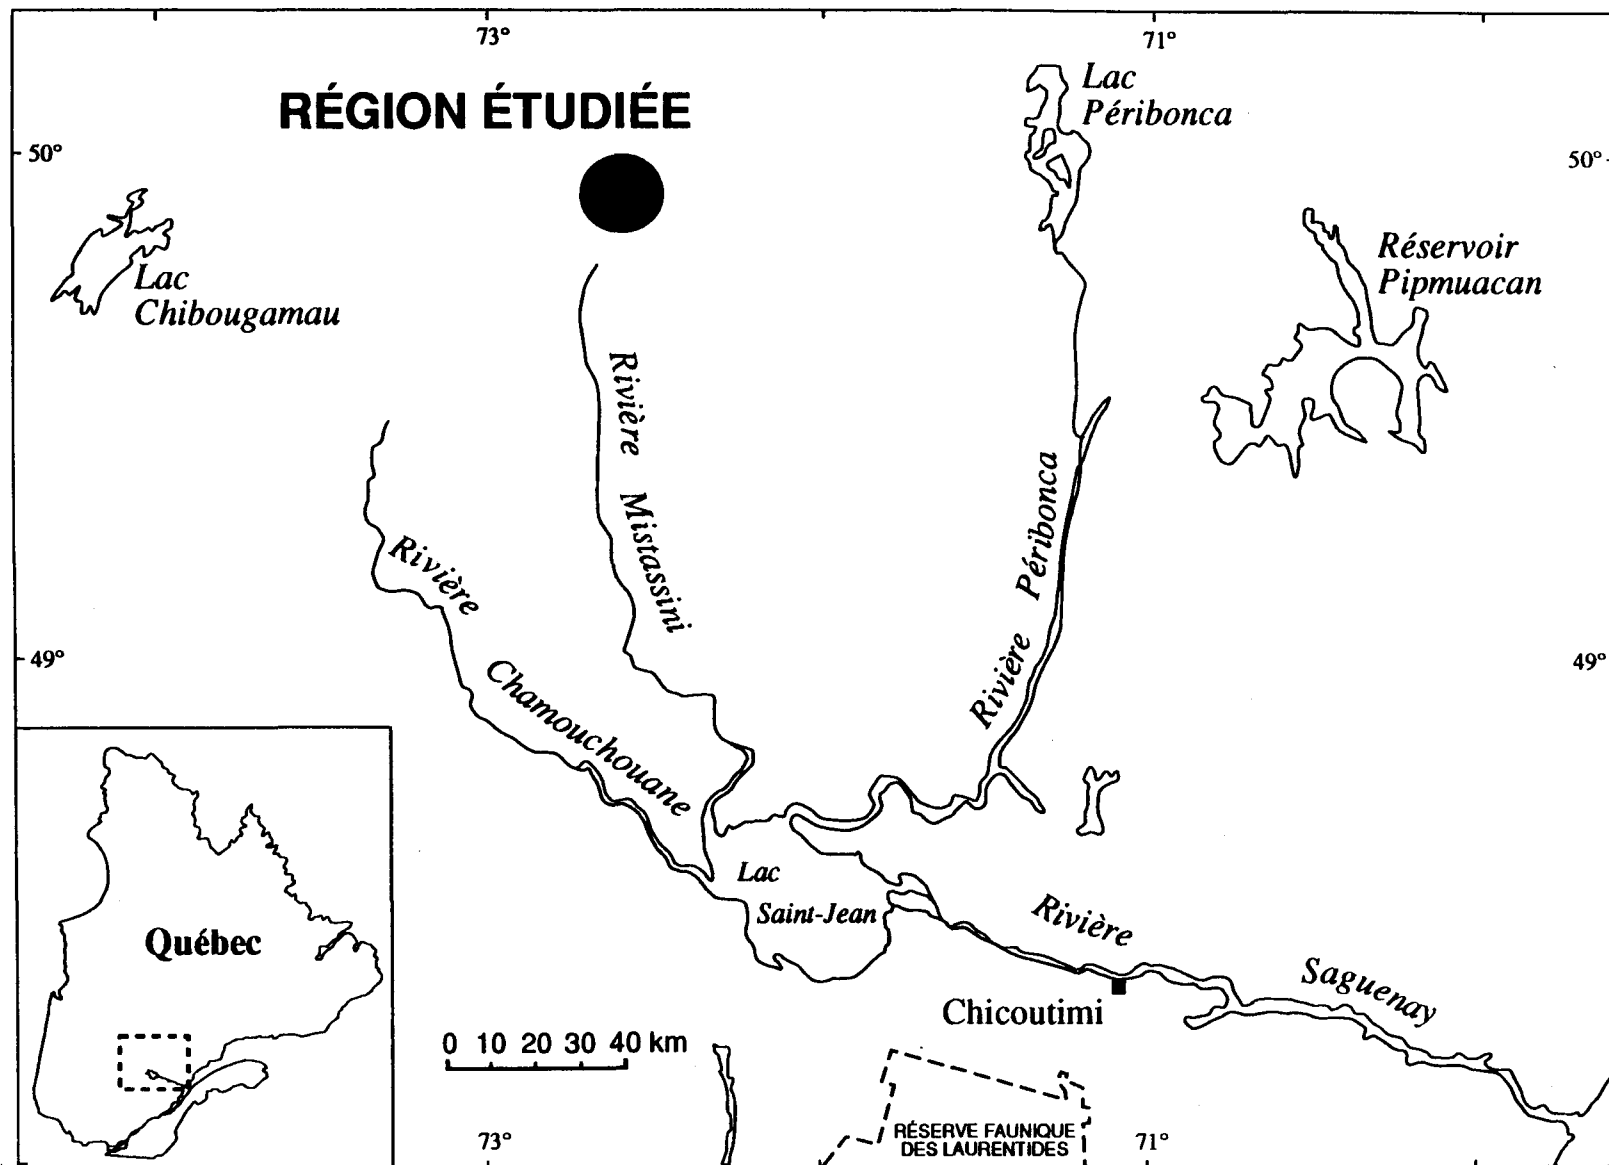 73°
71°
RÉGION ÉTUDIÉE
Lac
Péribonca
50°
50°
Lac
Chibougamau
Réservoir
Pipmuacan
Rivière Mistassini
Rivière Péribonca
Rivière
Chamouchouane
49°
49°
Lac
Saint-Jean
Québec
Rivière
Saguenay
Chicoutimi
0 10 20 30 40 km
RÉSERVE FAUNIQUE
DES LAURENTIDES
73°
71°